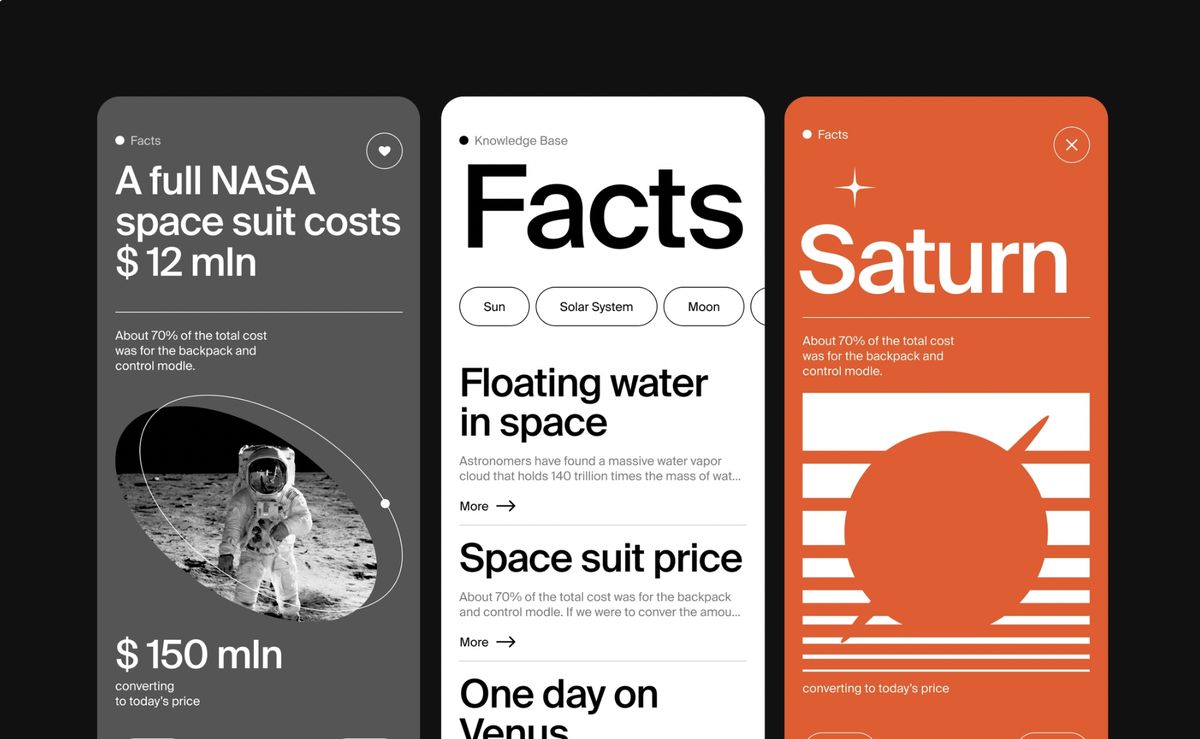 Facts
A full NASA
space suit costs
$ 12 mln
About 70% of the total cost
was for the backpack and
control modle.
$ 150 mln
converting
to today's price
Knowledge Base
Facts
Sun
Solar System
Moon
Floating water
in space
Astronomers have found a massive water vapor
cloud that holds 140 trillion times the mass of wat...
More
Space suit price
About 70% of the total cost was for the backpack
and control modle. If we were to conver the amou...
More
One day on
Venus
Facts
Saturn
About 70% of the total cost
was for the backpack and
control modle.
converting to today's price